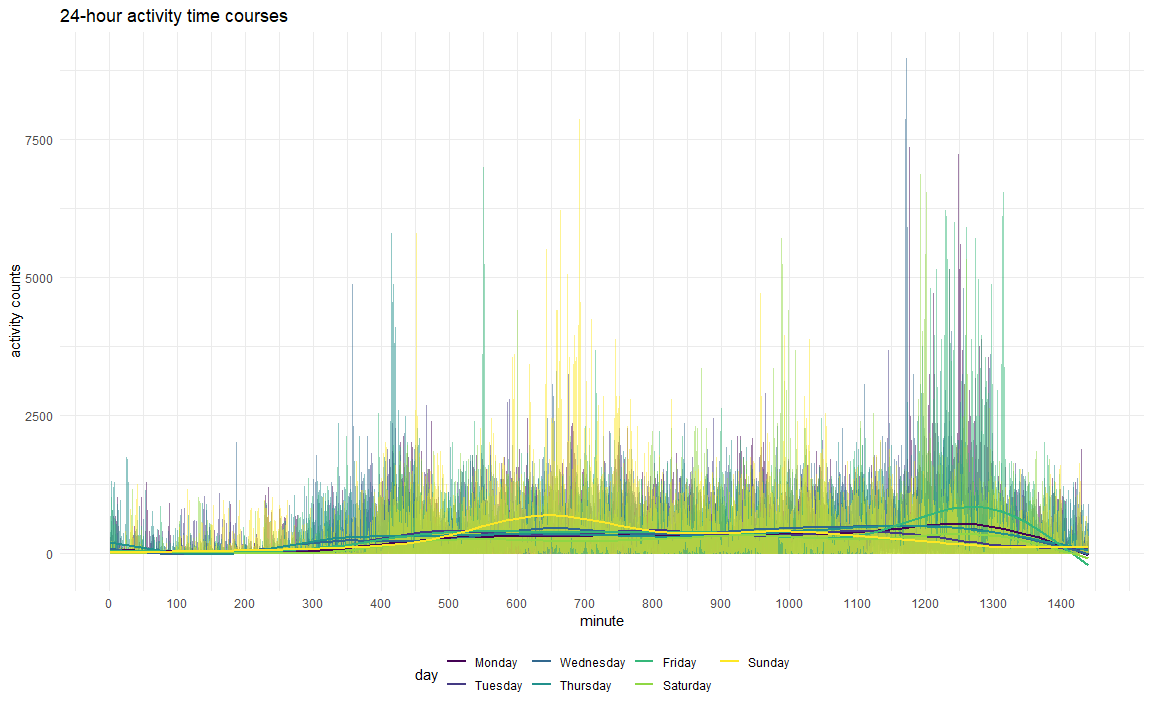 24-hour activity time courses
activity counts
7500
5000
2500
0
0 100 200 300 400 500 600 700 800 900 1000 1100 1200 1300 1400
minute
day
Monday Wednesday Friday Sunday
Tuesday Thursday Saturday